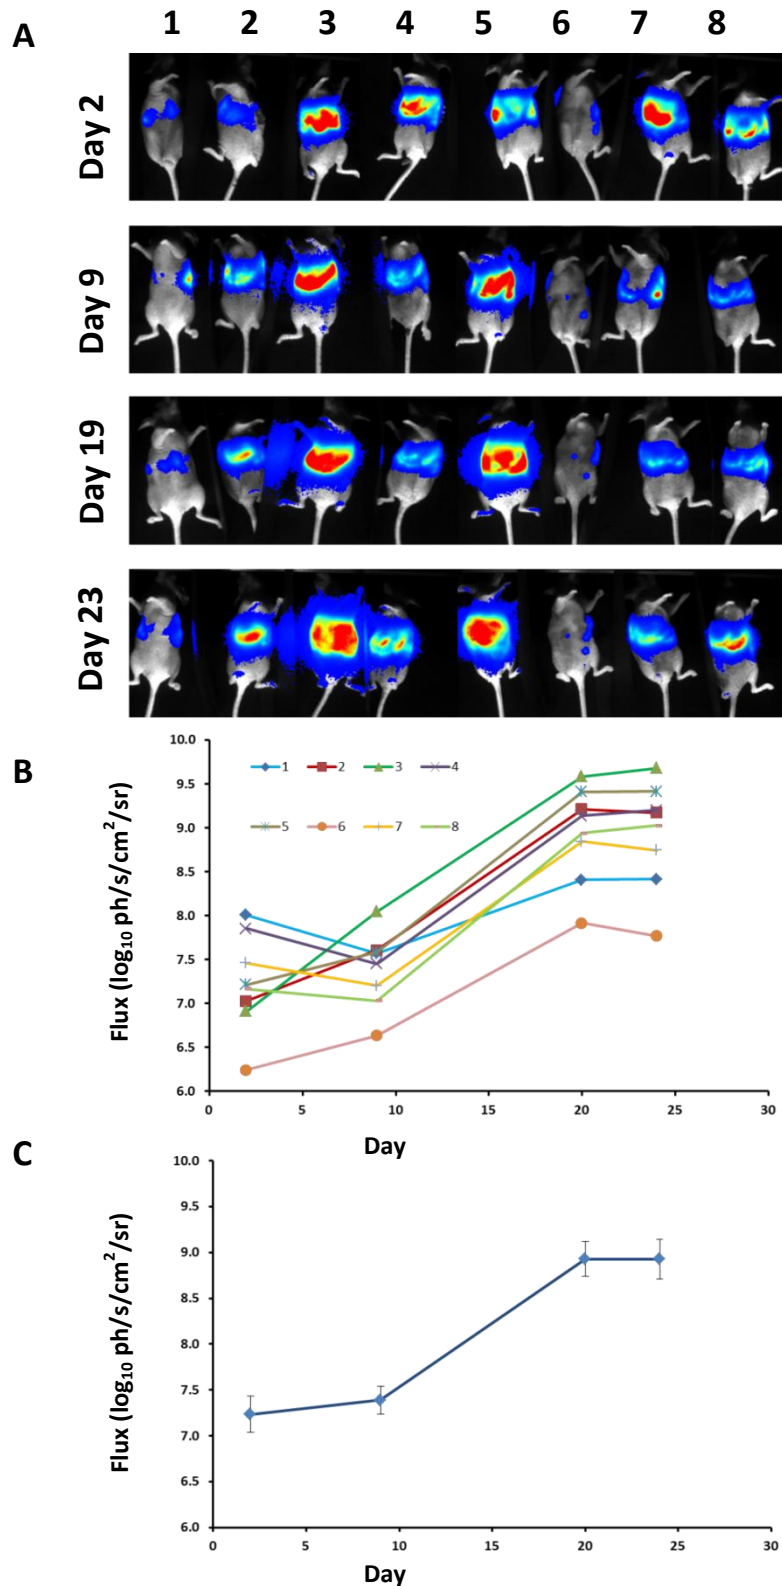 A
1 2 3 4 5 6 7 8
Day 2
Day 9
Day 19
Day 23
B
Flux (log₁₀ ph/s/cm²/sr)
10.0
9.5
9.0
8.5
8.0
7.5
7.0
6.5
6.0
1 2 3 4
5 6 7 8
0 5 10 15 20 25 30
Day
C
Flux (log₁₀ ph/s/cm²/sr)
10.0
9.5
9.0
8.5
8.0
7.5
7.0
6.5
6.0
0 5 10 15 20 25 30
Day